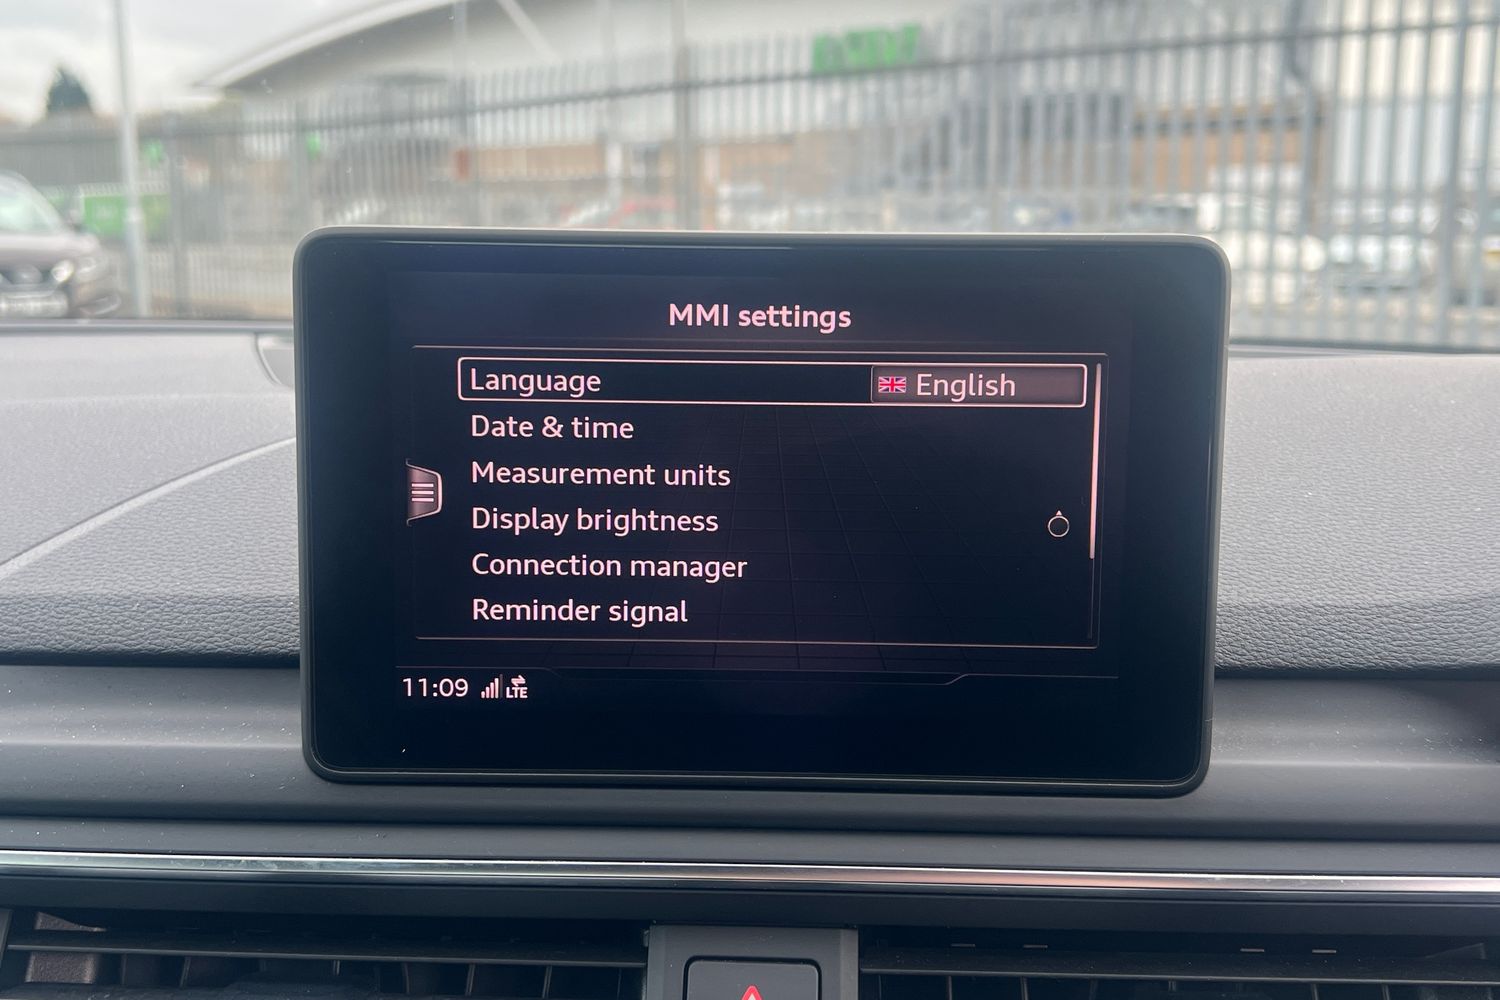 MMI settings
Language English
Date & time
Measurement units
Display brightness
Connection manager
Reminder signal
11:09 LTE